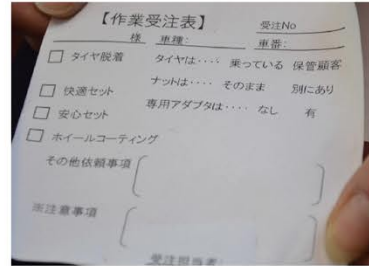 【作業受注表】 受注No
様 車種: 車番:
□ タイヤ脱着 タイヤは‥‥ 乗っている 保管顧客
ナットは‥‥ そのまま 別にあり
□ 快適セット
専用アダプタは‥‥ なし 有
□ 安心セット
□ ホイールコーティング
その他依頼事項
※注意事項
受注担当者: